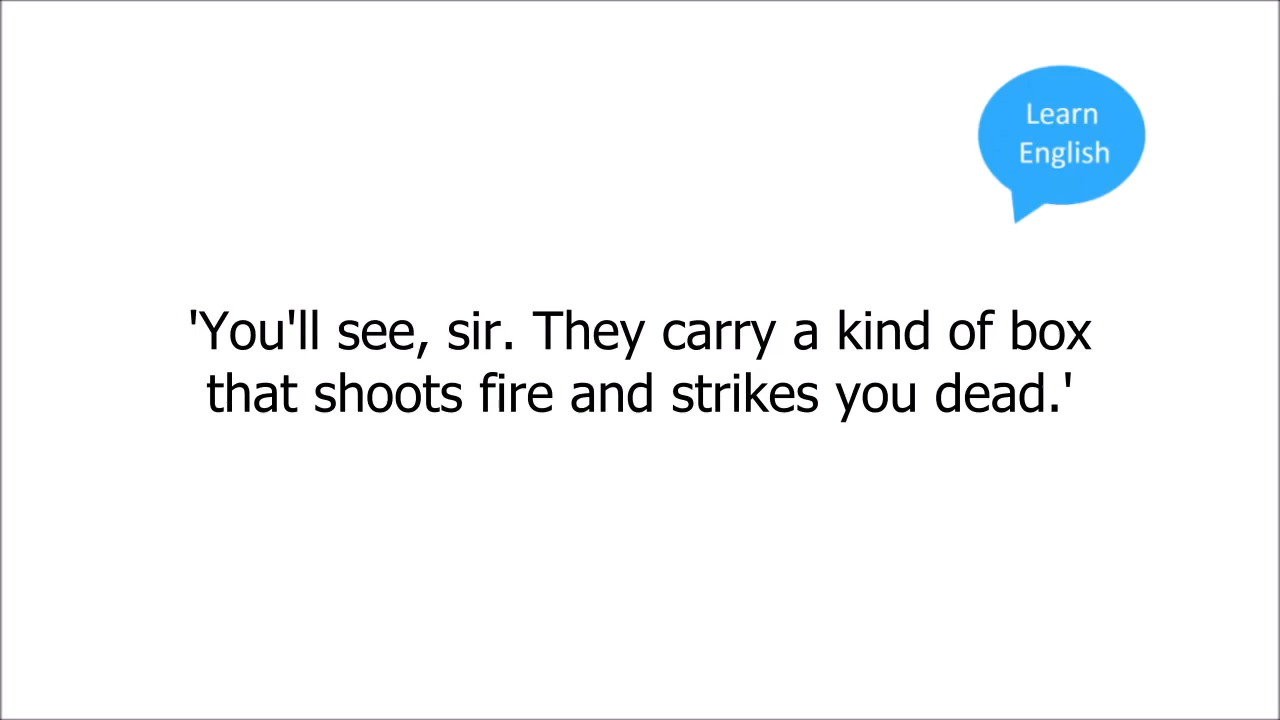 Learn
English
'You'll see, sir. They carry a kind of box
that shoots fire and strikes you dead.'